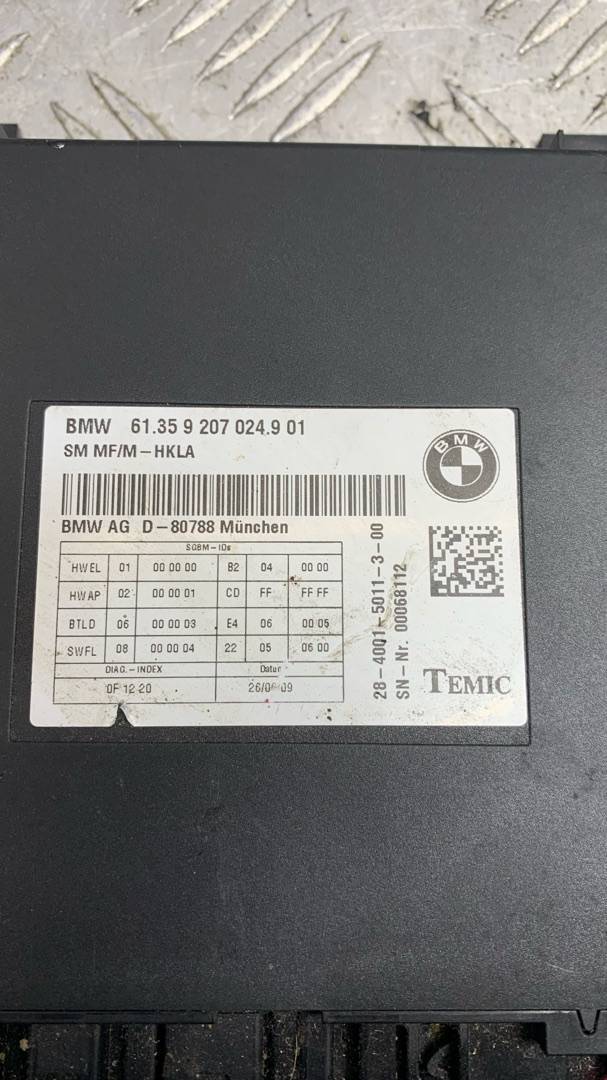 BMW 61.35 9 207 024.9 01
SM MF/M-HKLA
BMW
BMW AG D-80788 München
SGBM-IDs
HWEL 01 00 00 00 B2 04 00 00
HWAP 02 00 00 01 CD FF FF FF
BTLD 06 00 00 03 E4 06 00 05
SWFL 08 00 00 04 22 05 06 00
DIAG.-INDEX Datum
0F 12 20
28-4001-5011-3-00
SN-Nr. 00068112
TEMIC